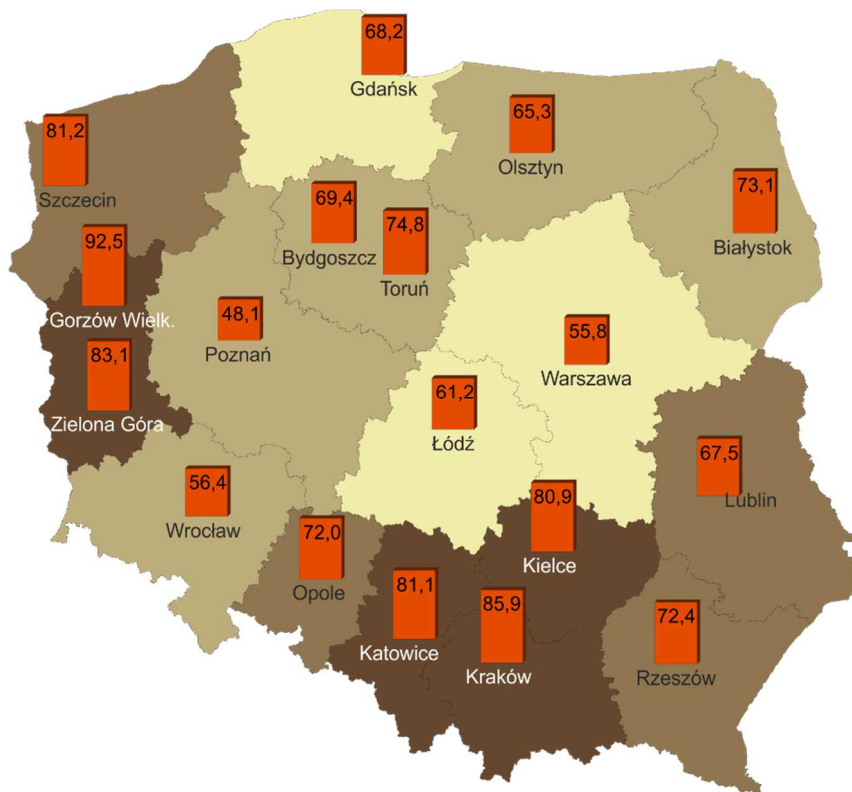 68,2
Gdańsk
65,3
Olsztyn
81,2
Szczecin
73,1
Białystok
69,4
Bydgoszcz
74,8
Toruń
92,5
Gorzów Wielk.
48,1
Poznań
55,8
Warszawa
83,1
Zielona Góra
61,2
Łódź
67,5
Lublin
56,4
Wrocław
80,9
Kielce
72,0
Opole
81,1
Katowice
85,9
Kraków
72,4
Rzeszów